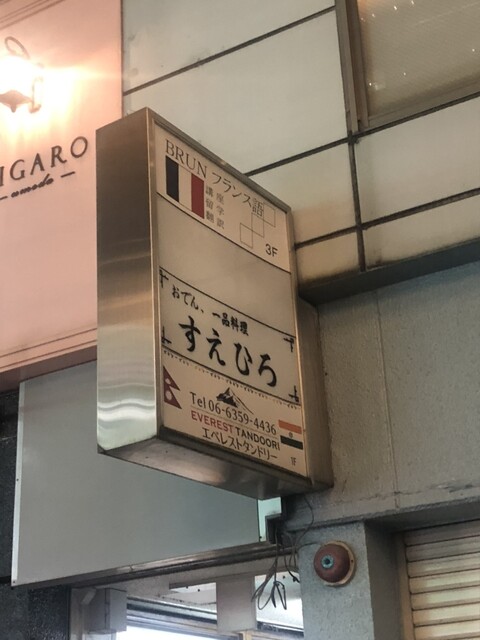 IGARO
umeda
BRUN フランス語
講座
留学
翻訳
3F
おでん、一品料理
すえひろ
Tel 06-6359-4436
EVEREST TANDOORI
エベレストタンドリー